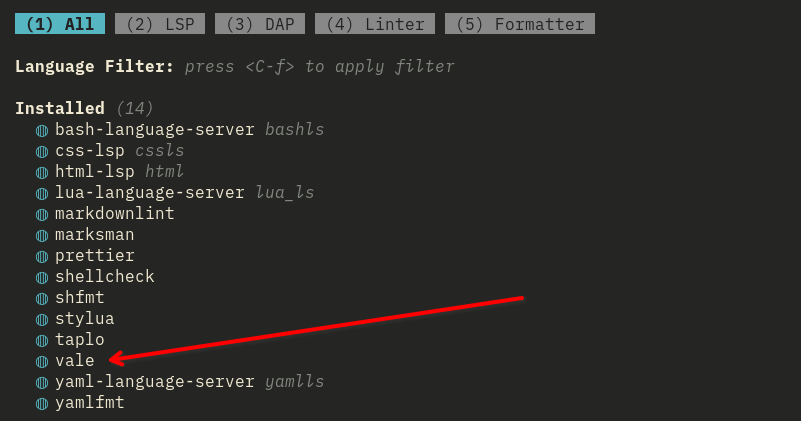 (1) All (2) LSP (3) DAP (4) Linter (5) Formatter
Language Filter: press <C-f> to apply filter
Installed (14)
bash-language-server bashls
css-lsp cssls
html-lsp html
lua-language-server lua_ls
markdownlint
marksman
prettier
shellcheck
shfmt
stylua
taplo
vale
yaml-language-server yamlls
yamlfmt